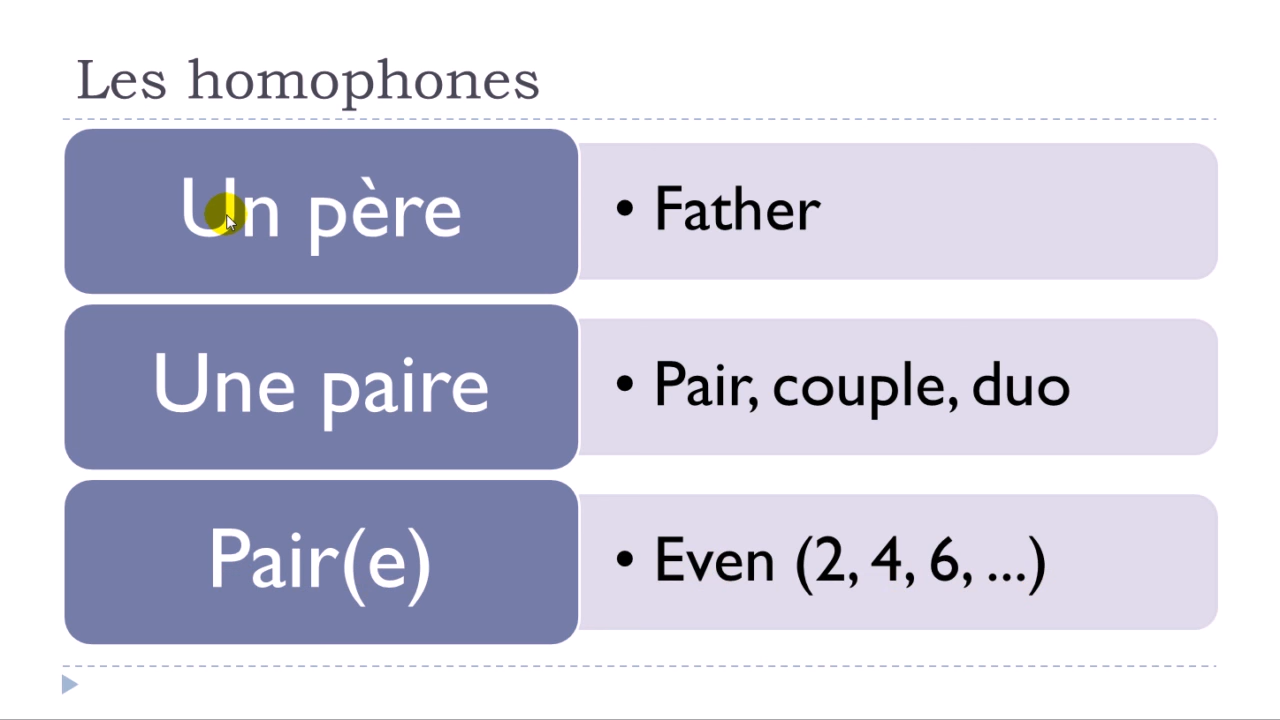 Les homophones
Un père
• Father
Une paire
• Pair, couple, duo
Pair(e)
• Even (2, 4, 6, ...)